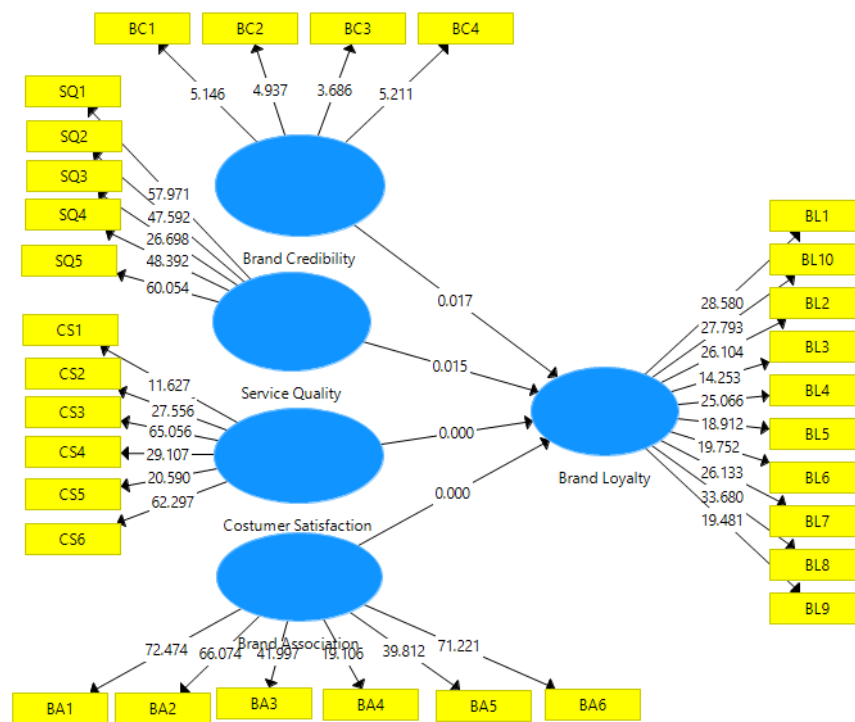 BC1
BC2
BC3
BC4
5.146
4.937
3.686
5.211
SQ1
SQ2
SQ3
SQ4
SQ5
57.971
47.592
26.698
48.392
60.054
Brand Credibility
0.017
Service Quality
0.015
CS1
CS2
CS3
CS4
CS5
CS6
11.627
27.556
65.056
29.107
20.590
62.297
Costumer Satisfaction
0.000
0.000
Brand Loyalty
BL1
BL10
BL2
BL3
BL4
BL5
BL6
BL7
BL8
BL9
28.580
27.793
26.104
14.253
25.066
18.912
19.752
26.133
33.680
19.481
Brand Association
72.474
66.074
41.997
19.106
39.812
71.221
BA1
BA2
BA3
BA4
BA5
BA6